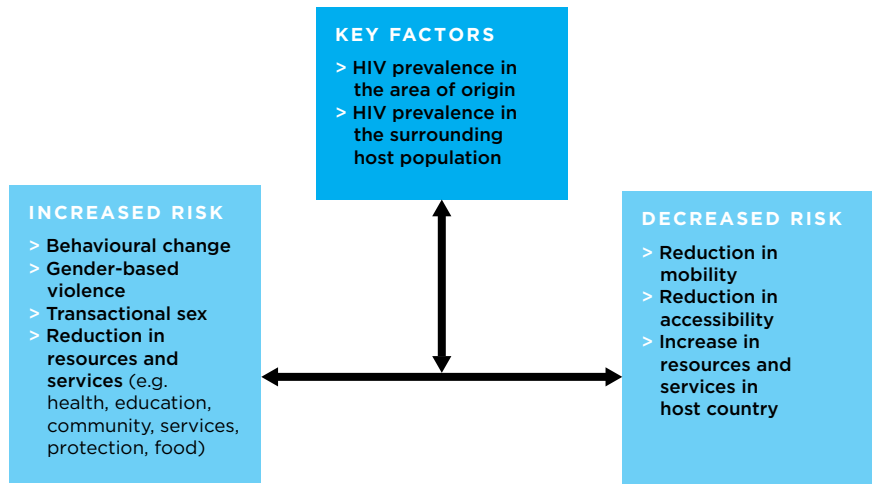 KEY FACTORS
> HIV prevalence in
the area of origin
> HIV prevalence in
the surrounding
host population
INCREASED RISK
> Behavioural change
> Gender-based
violence
> Transactional sex
> Reduction in
resources and
services (e.g.
health, education,
community, services,
protection, food)
DECREASED RISK
> Reduction in
mobility
> Reduction in
accessibility
> Increase in
resources and
services in
host country